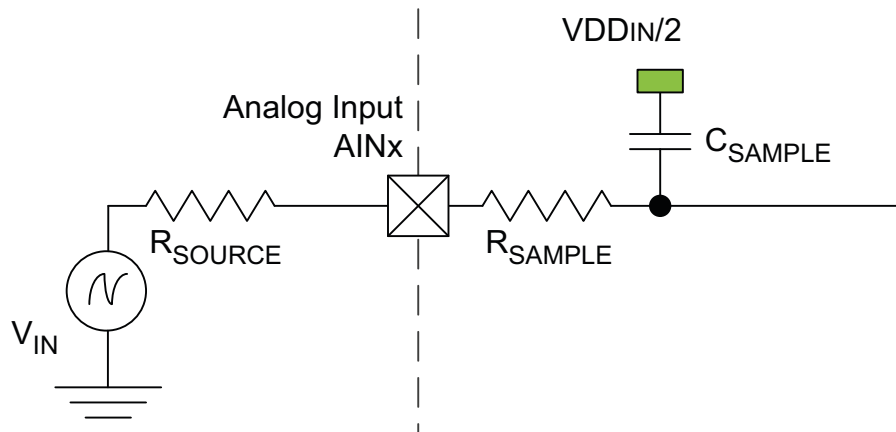 VDDIN/2
Analog Input
AINx
CSAMPLE
RSOURCE
RSAMPLE
VIN